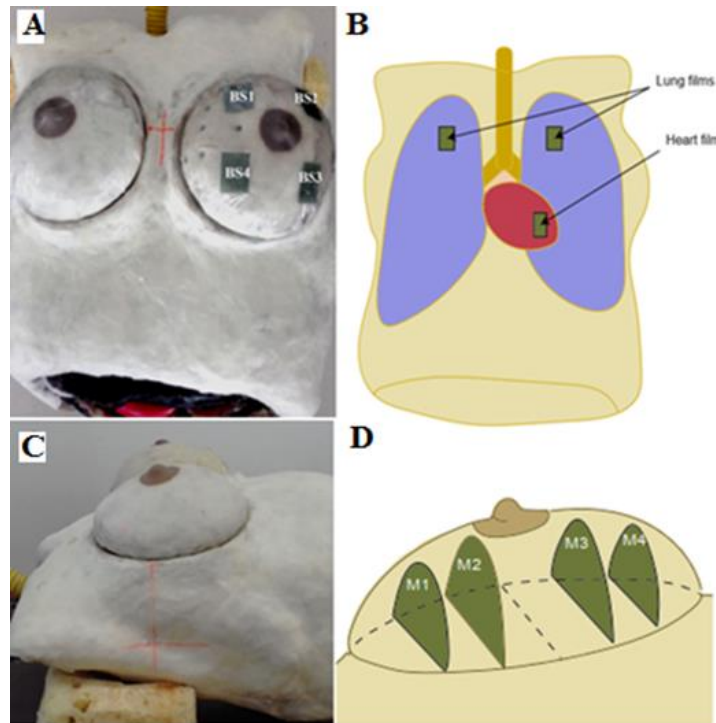 A
BS1
BS2
BS3
BS4
B
Lung films
Heart film
C
D
M1
M2
M3
M4